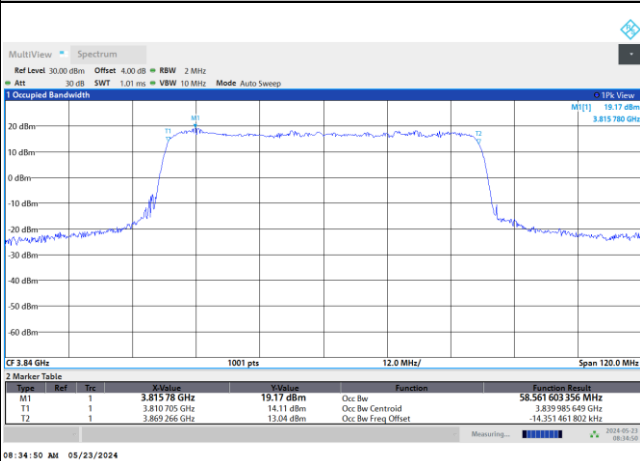 MultiView Spectrum
Ref Level 30.00 dBm Offset 4.00 dB RBW 2 MHz
Att 30 dB SWT 1.01 ms VBW 10 MHz Mode Auto Sweep
1 Occupied Bandwidth 1Pk View
M1[1] 19.17 dBm
3.815 780 GHz
M1
T1
T2
20 dBm
10 dBm
0 dBm
-10 dBm
-20 dBm
-30 dBm
-50 dBm
-60 dBm
CF 3.84 GHz 1001 pts 12.0 MHz/ Span 120.0 MHz
2 Marker Table
Type Ref Trc X-Value Y-Value Function Function Result
M1 1 3.815 78 GHz 19.17 dBm Occ Bw 58.561 603 356 MHz
T1 1 3.810 705 GHz 14.11 dBm Occ Bw Centroid 3.839 985 649 GHz
T2 1 3.869 266 GHz 13.04 dBm Occ Bw Freq Offset -14.351 461 802 kHz
Measuring... 2024-05-23
08:34:50
08:34:50 AM 05/23/2024